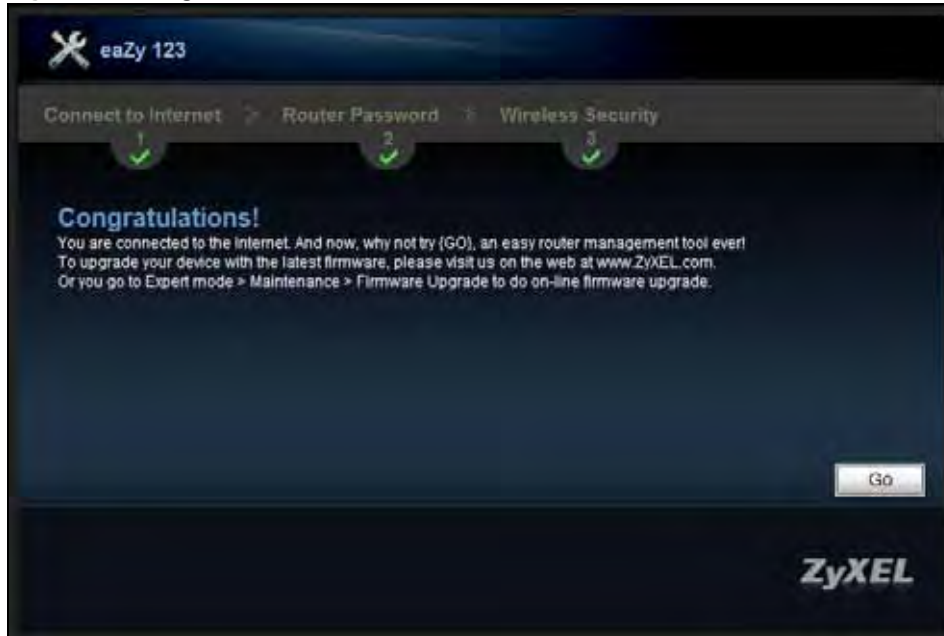 eaZy 123
Connect to Internet > Router Password > Wireless Security
1 2 3
Congratulations!
You are connected to the Internet. And now, why not try {GO}, an easy router management tool ever!
To upgrade your device with the latest firmware, please visit us on the web at www.ZyXEL.com.
Or you go to Expert mode > Maintenance > Firmware Upgrade to do on-line firmware upgrade.
Go
ZyXEL